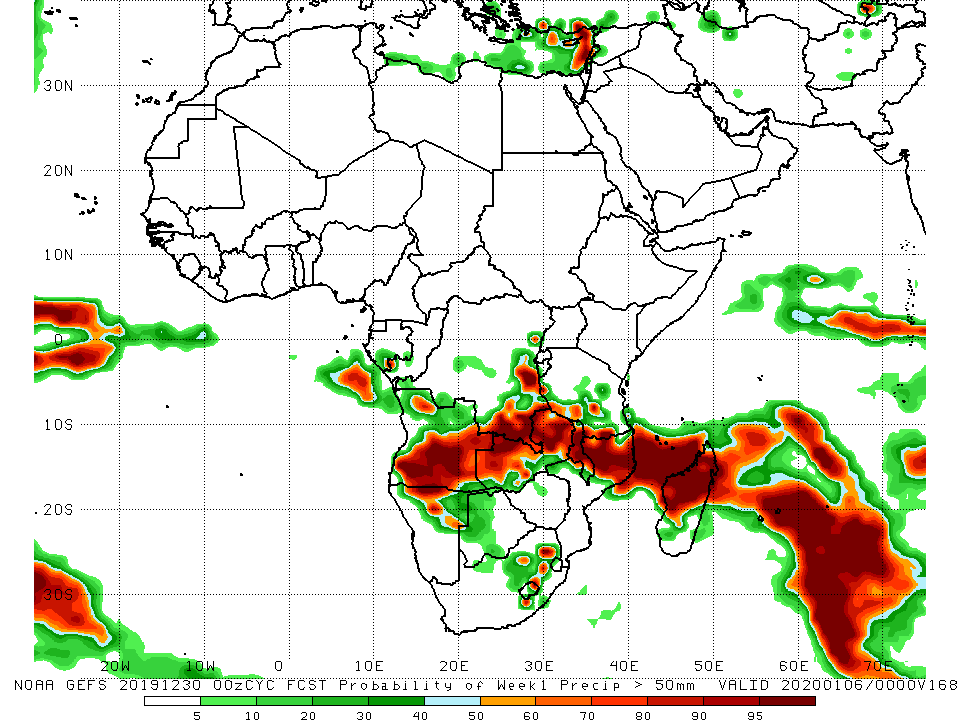 30N
20N
10N
0
10S
20S
30S
20W 10W 0 10E 20E 30E 40E 50E 60E 70E
NOAA GEFS 20191230 00zCYC FCST Probability of Week1 Precip > 50mm VALID 20200106/0000V168
5 10 20 30 40 50 60 70 80 90 95